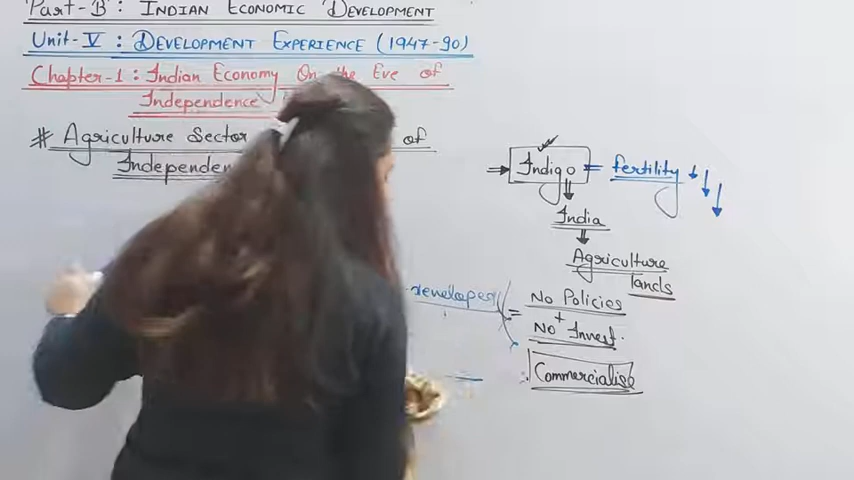 Part-B : INDIAN ECONOMIC DEVELOPMENT
Unit-V : DEVELOPMENT EXPERIENCE (1947-90)
Chapter-1 : Indian Economy On the Eve of
Independence
# Agriculture Sector of
Independen
Indigo = fertility ↓ ↓ ↓
India
Agriculture
lands
developed = No Policies
+
No Invest.
Commercialise